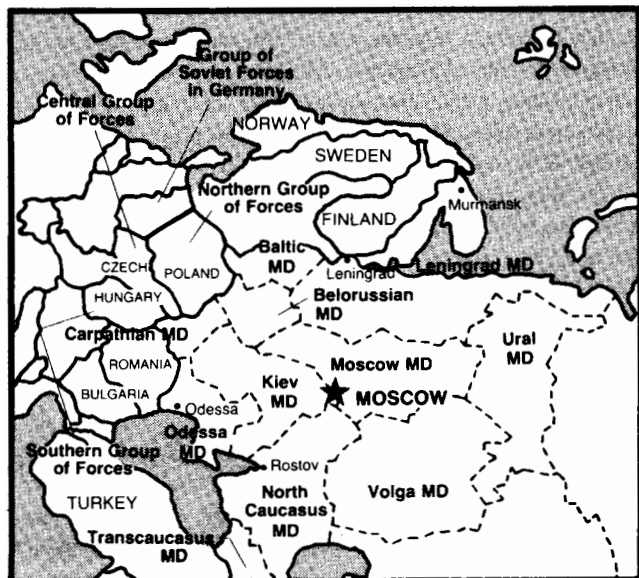 Group of
Soviet Forces
in Germany
Central Group
of Forces
NORWAY
SWEDEN
Northern Group
of Forces
FINLAND
Murmansk
Baltic
MD
Leningrad
Leningrad MD
CZECH
POLAND
Belorussian
MD
HUNGARY
Carpathian MD
Ural
MD
ROMANIA
Moscow MD
Kiev
MD
MOSCOW
BULGARIA
Odessa
Odessa
MD
Southern Group
of Forces
Rostov
TURKEY
North
Caucasus
MD
Volga MD
Transcaucasus
MD